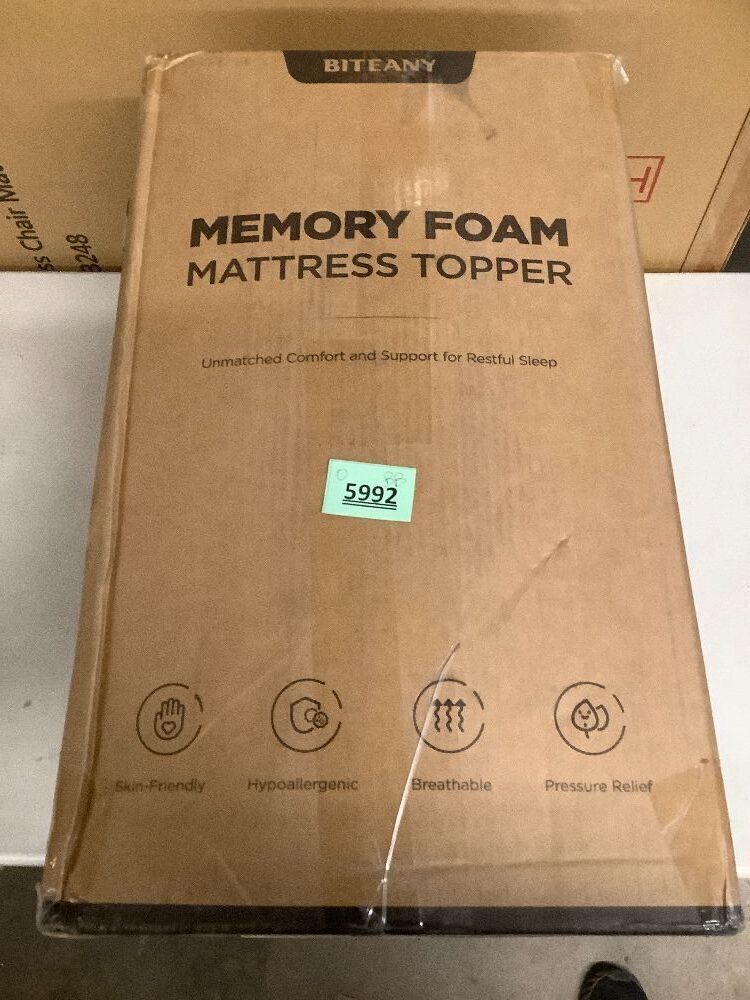 BITEANY
MEMORY FOAM
MATTRESS TOPPER
Unmatched Comfort and Support for Restful Sleep
5992
Skin-Friendly
Hypoallergenic
Breathable
Pressure Relief
ss Chair Mat
3248
H